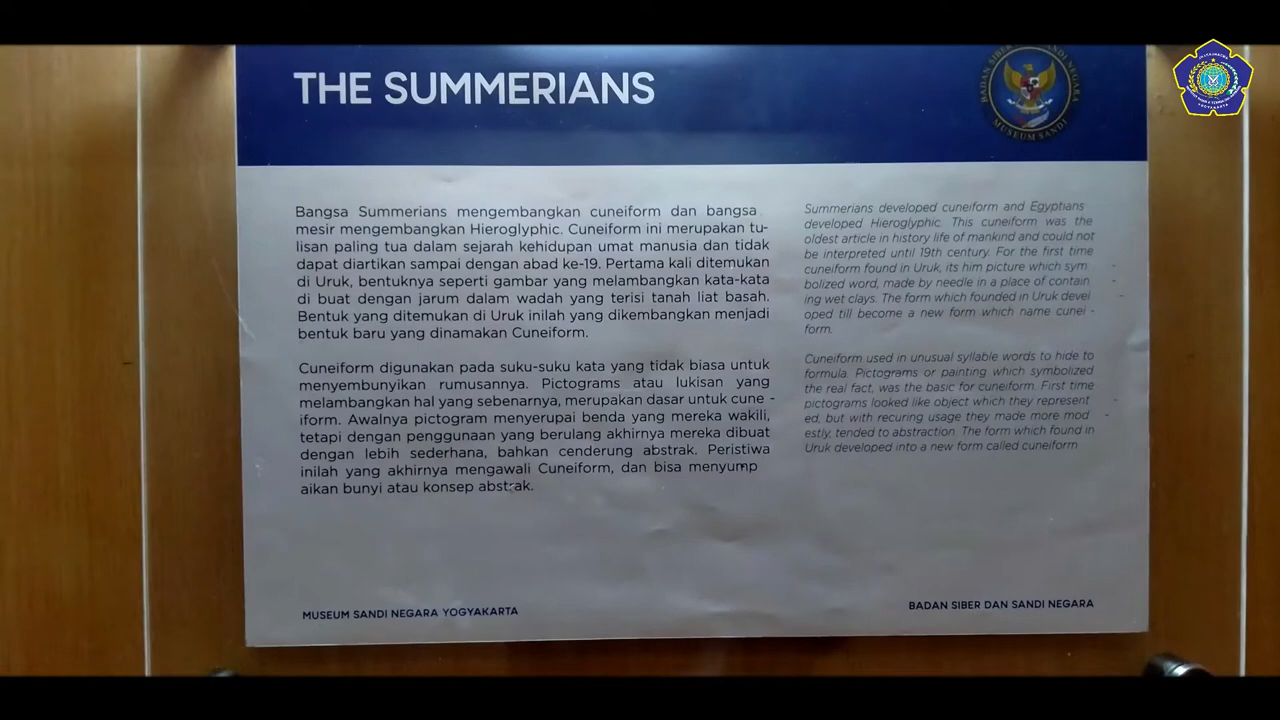 THE SUMMERIANS
BADAN SIBER DAN SANDI NEGARA
MUSEUM SANDI
Bangsa Summerians mengembangkan cuneiform dan bangsa
mesir mengembangkan Hieroglyphic. Cuneiform ini merupakan tu-
lisan paling tua dalam sejarah kehidupan umat manusia dan tidak
dapat diartikan sampai dengan abad ke-19. Pertama kali ditemukan
di Uruk, bentuknya seperti gambar yang melambangkan kata-kata
di buat dengan jarum dalam wadah yang terisi tanah liat basah.
Bentuk yang ditemukan di Uruk inilah yang dikembangkan menjadi
bentuk baru yang dinamakan Cuneiform.
Cuneiform digunakan pada suku-suku kata yang tidak biasa untuk
menyembunyikan rumusannya. Pictograms atau lukisan yang
melambangkan hal yang sebenarnya, merupakan dasar untuk cune -
iform. Awalnya pictogram menyerupai benda yang mereka wakili,
tetapi dengan penggunaan yang berulang akhirnya mereka dibuat
dengan lebih sederhana, bahkan cenderung abstrak. Peristiwa
inilah yang akhirnya mengawali Cuneiform, dan bisa menyump
aikan bunyi atau konsep abstrak.
Summerians developed cuneiform and Egyptians
developed Hieroglyphic. This cuneiform was the
oldest article in history life of mankind and could not
be interpreted until 19th century. For the first time
cuneiform found in Uruk, its him picture which sym -
bolized word, made by needle in a place of contain -
ing wet clays. The form which founded in Uruk devel -
oped till become a new form which name cunei -
form.
Cuneiform used in unusual syllable words to hide to
formula. Pictograms or painting which symbolized
the real fact, was the basic for cuneiform. First time
pictograms looked like object which they represent -
ed, but with recuring usage they made more mod -
estly, tended to abstraction. The form which found in
Uruk developed into a new form called cuneiform
MUSEUM SANDI NEGARA YOGYAKARTA
BADAN SIBER DAN SANDI NEGARA